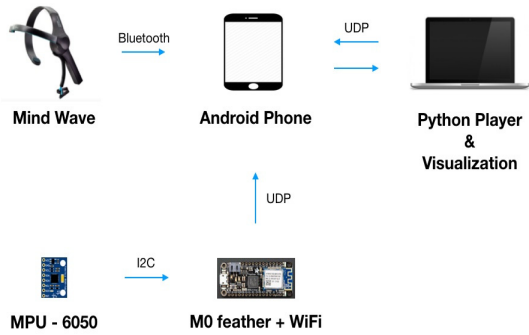 Bluetooth
UDP
Mind Wave
Android Phone
Python Player
&
Visualization
UDP
I2C
MPU - 6050
M0 feather + WiFi